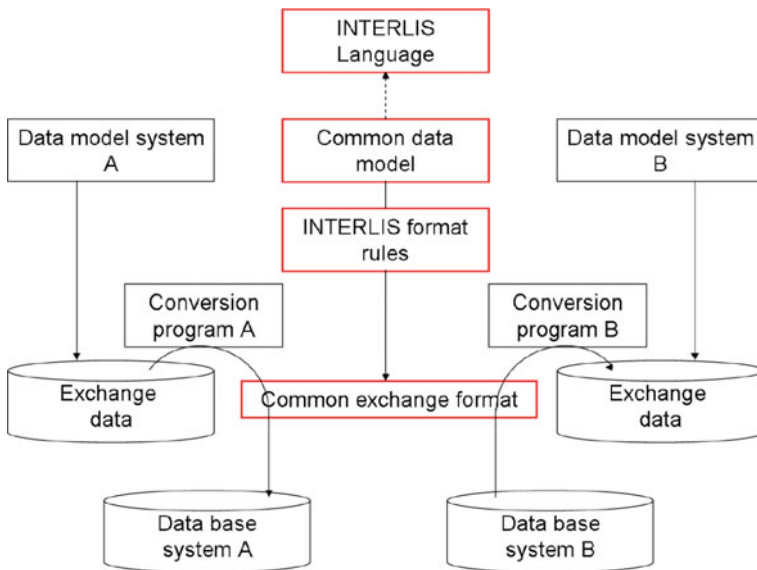 INTERLIS
Language
Data model system
A
Common data
model
Data model system
B
INTERLIS format
rules
Conversion
program A
Conversion
program B
Exchange
data
Common exchange format
Exchange
data
Data base
system A
Data base
system B